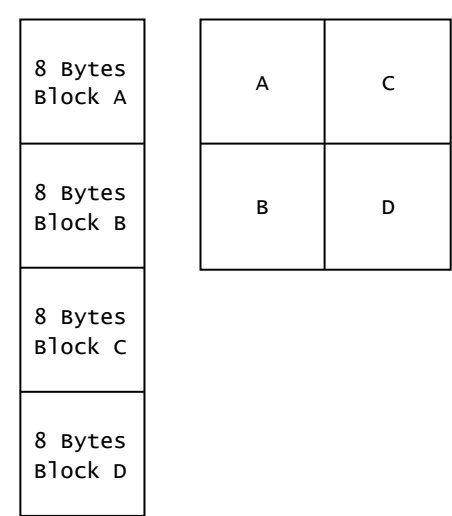 8 Bytes
Block A
8 Bytes
Block B
8 Bytes
Block C
8 Bytes
Block D
A
C
B
D